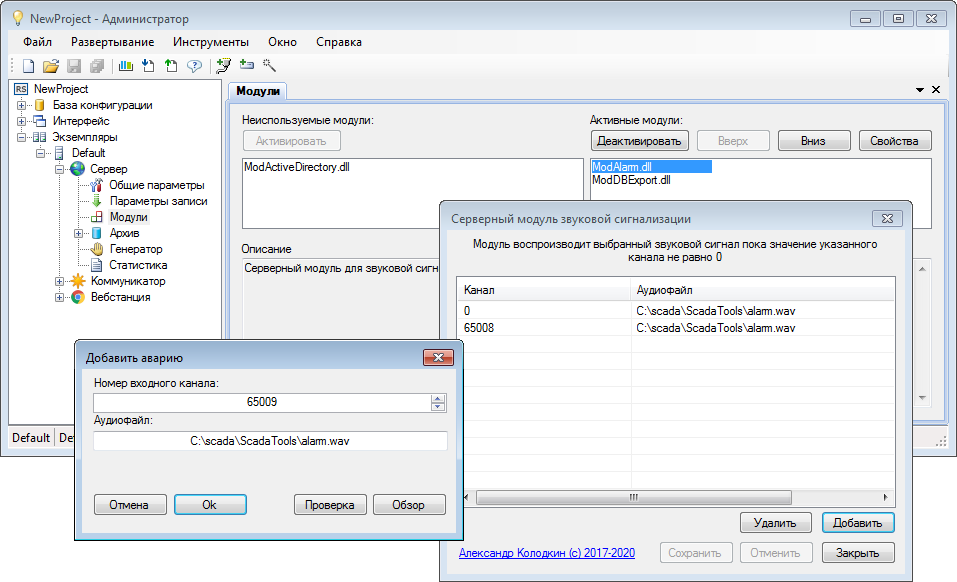 NewProject - Администратор
Файл Развертывание Инструменты Окно Справка
NewProject
База конфигурации
Интерфейс
Экземпляры
Default
Сервер
Общие параметры
Параметры записи
Модули
Архив
Генератор
Статистика
Коммуникатор
Вебстанция
Модули
Неиспользуемые модули:
Активировать
ModActiveDirectory.dll
Активные модули:
Деактивировать Вверх Вниз Свойства
ModAlarm.dll
ModDBExport.dll
Описание
Серверный модуль для звуковой сигн
Default
Серверный модуль звуковой сигнализации
Модуль воспроизводит выбранный звуковой сигнал пока значение указанного
канала не равно 0
Канал Аудиофайл
0 C:\scada\ScadaTools\alarm.wav
65008 C:\scada\ScadaTools\alarm.wav
Удалить Добавить
Александр Колодкин (c) 2017-2020 Сохранить Отменить Закрыть
Добавить аварию
Номер входного канала:
65009
Аудиофайл:
C:\scada\ScadaTools\alarm.wav
Отмена Ok Проверка Обзор